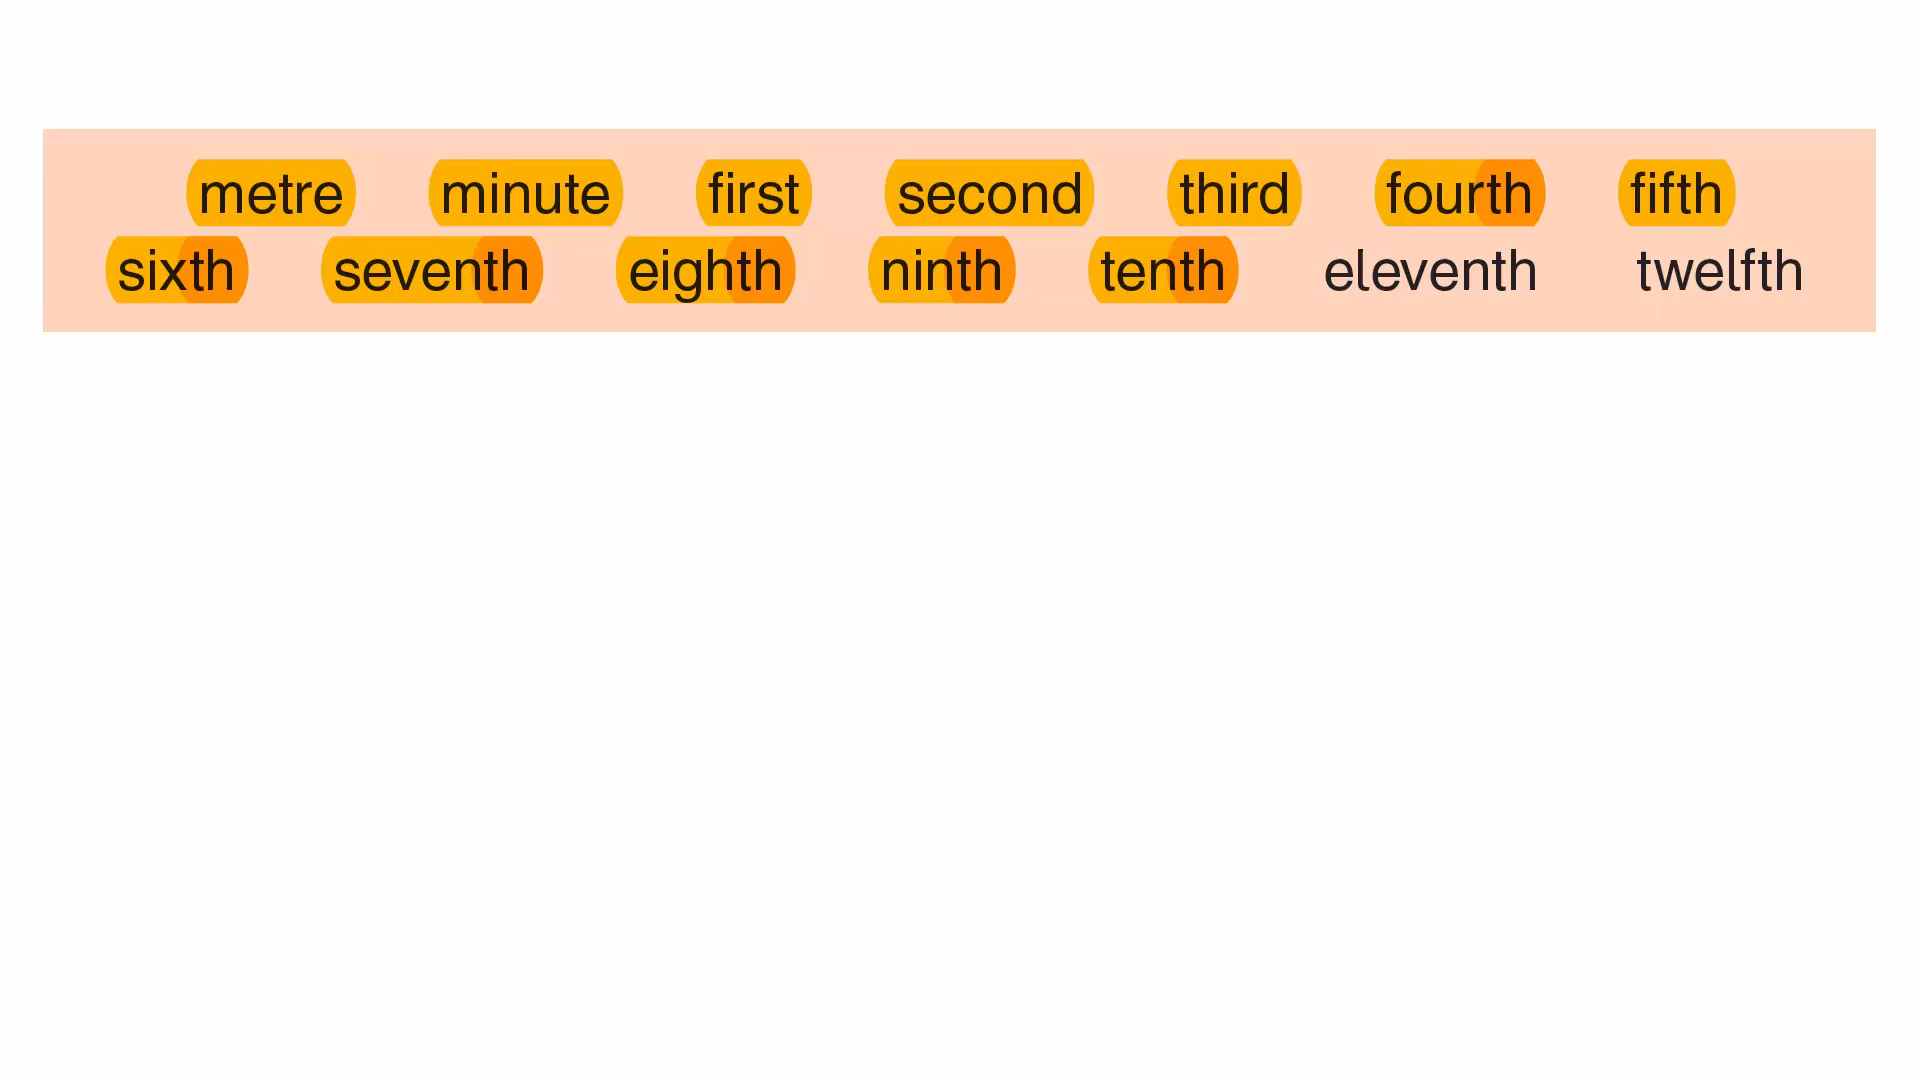 metre minute first second third fourth fifth
sixth seventh eighth ninth tenth eleventh twelfth